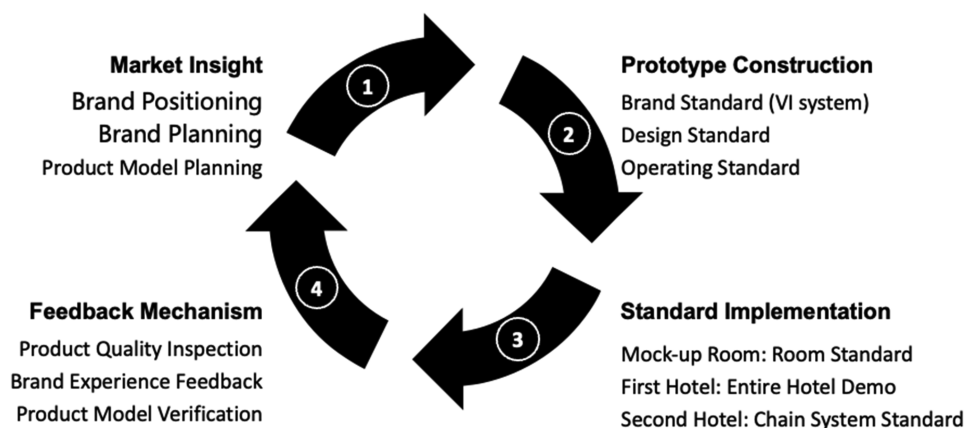 Market Insight
Brand Positioning
Brand Planning
Product Model Planning
1
Prototype Construction
Brand Standard (VI system)
Design Standard
Operating Standard
2
Standard Implementation
Mock-up Room: Room Standard
First Hotel: Entire Hotel Demo
Second Hotel: Chain System Standard
3
Feedback Mechanism
Product Quality Inspection
Brand Experience Feedback
Product Model Verification
4